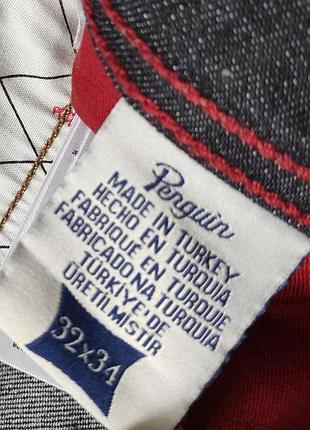 Penguin
MADE IN TURKEY
HECHO EN TURQUIA
FABRIQUÉ EN TURQUIE
FABRICADO NA TURQUIA
TÜRKİYE'DE
ÜRETİLMİŞTİR
32x34